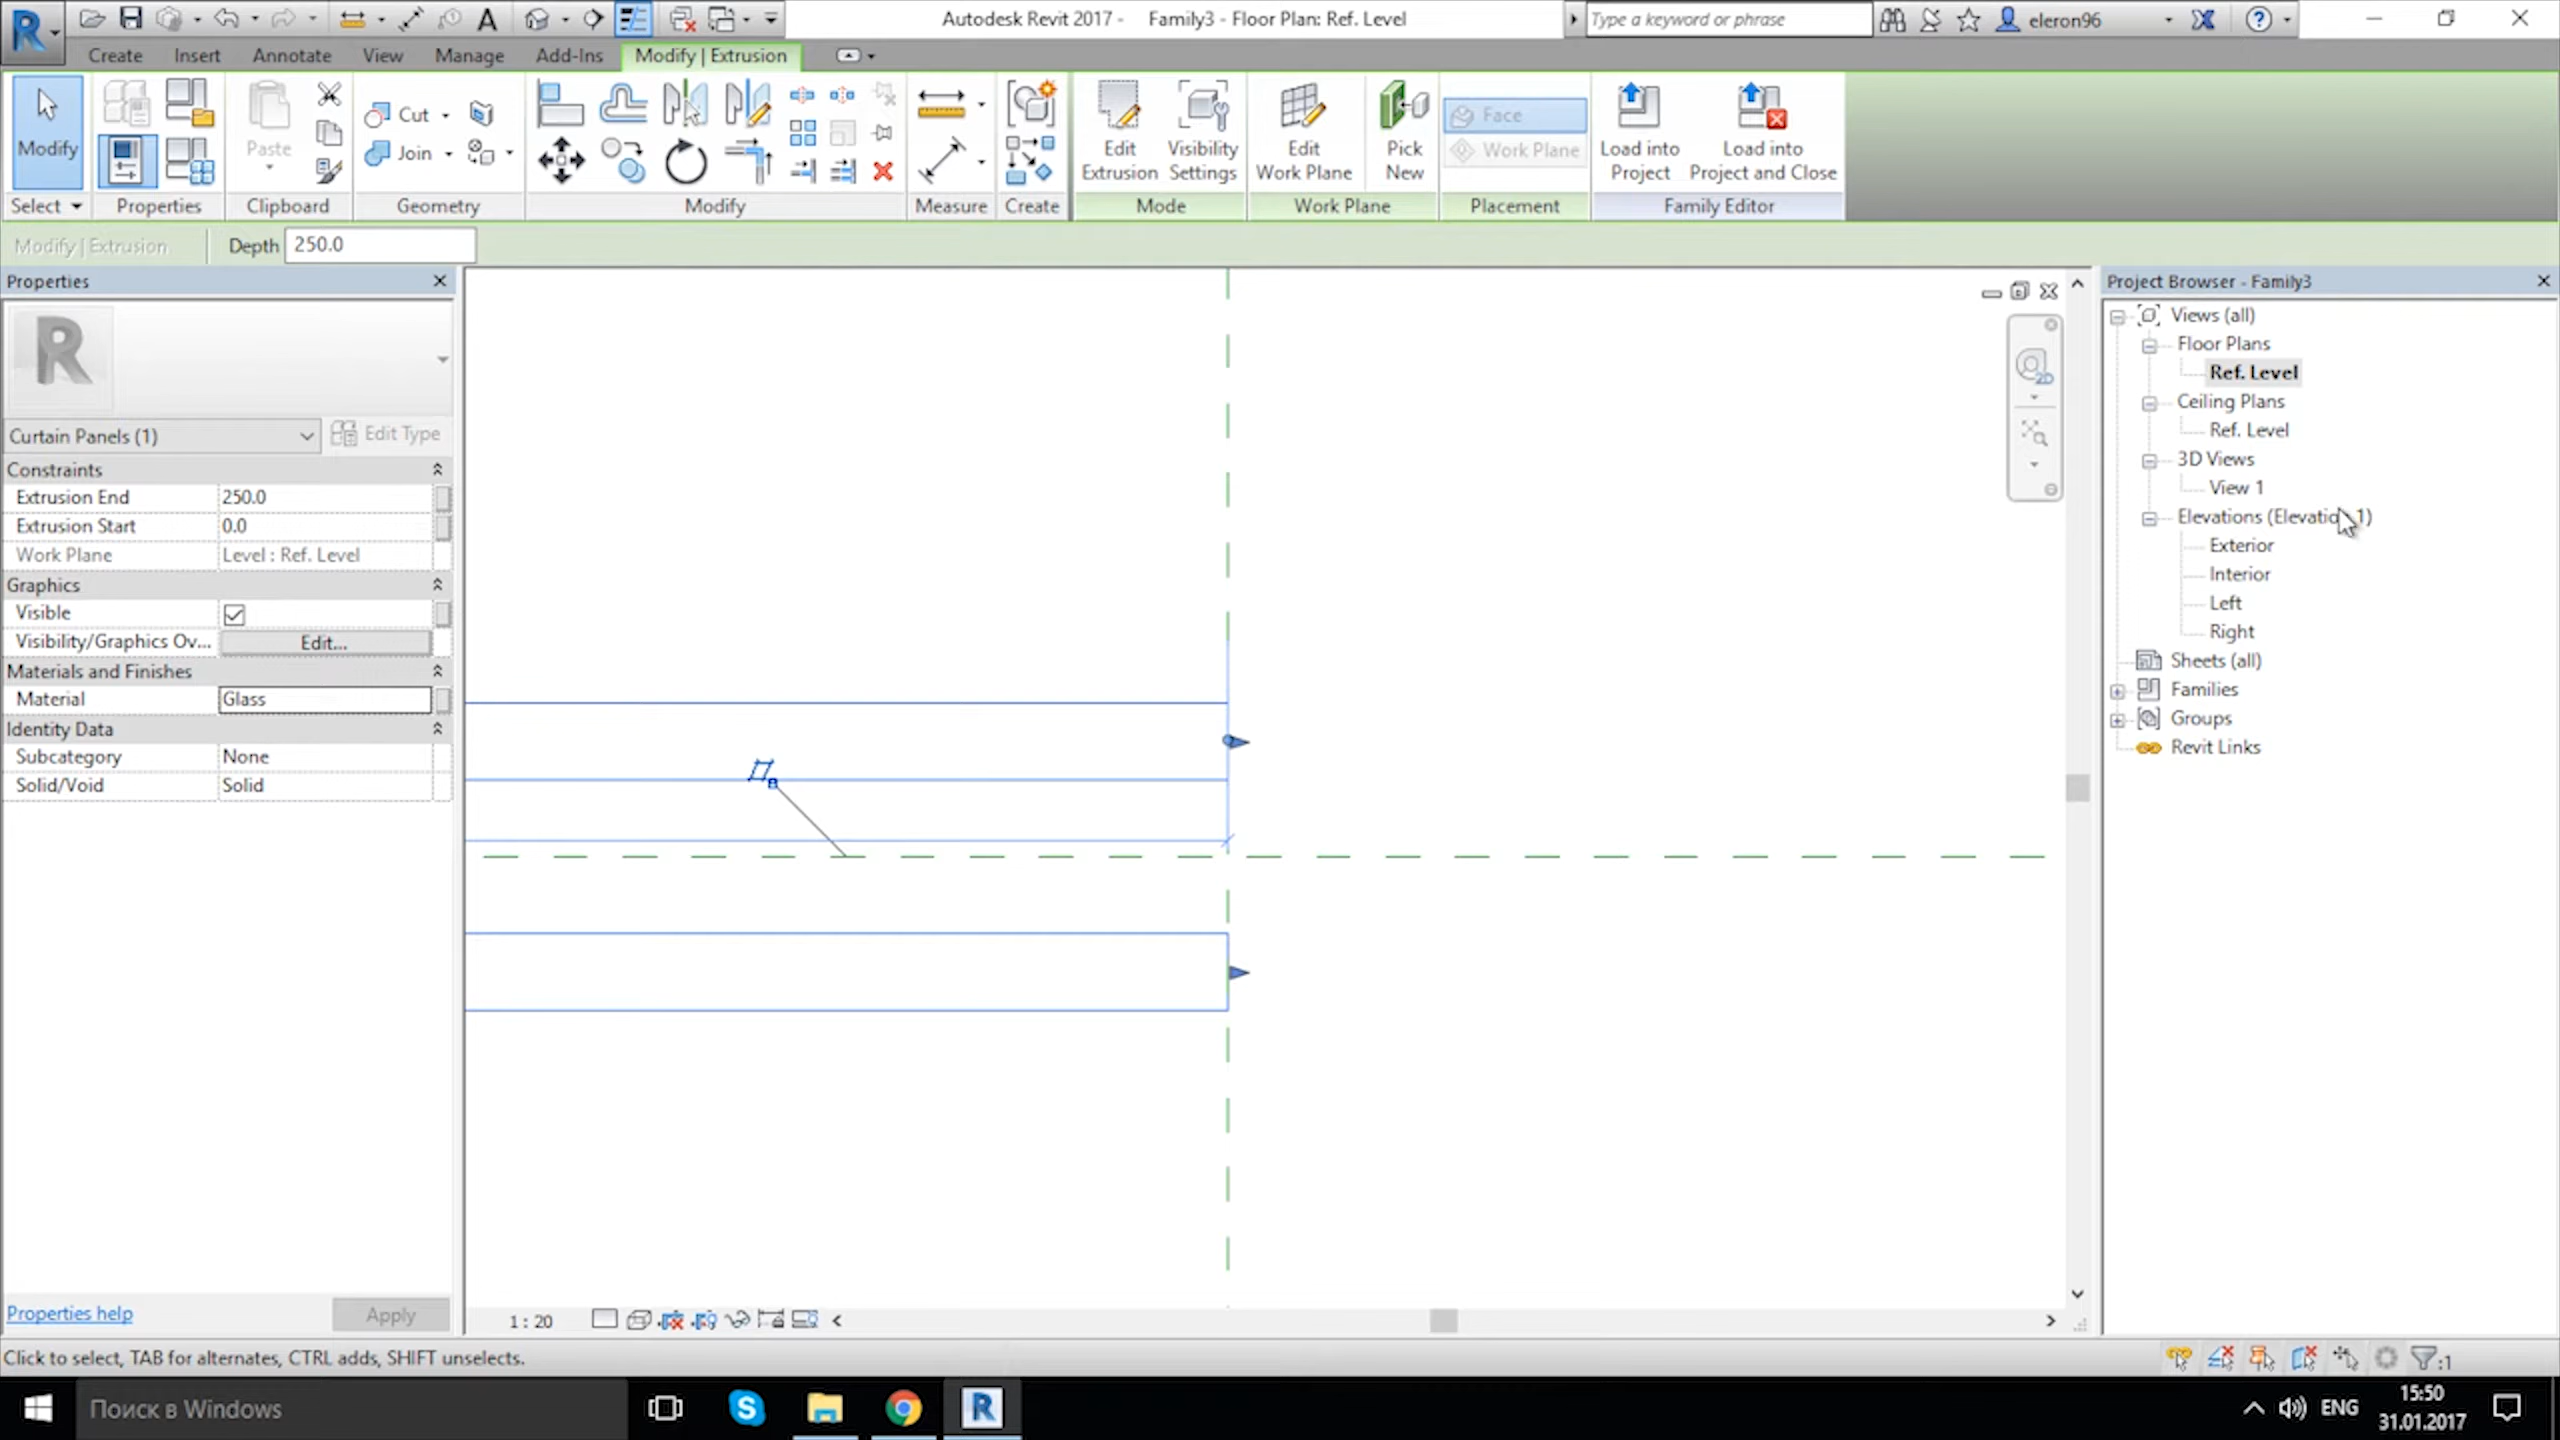 Autodesk Revit 2017 - Family3 - Floor Plan: Ref. Level
Type a keyword or phrase
eleron96
Create Insert Annotate View Manage Add-Ins Modify | Extrusion
Modify
Paste
Cut
Join
Edit Extrusion
Visibility Settings
Edit Work Plane
Pick New
Face
Work Plane
Load into Project
Load into Project and Close
Select Properties Clipboard Geometry Modify Measure Create Mode Work Plane Placement Family Editor
Modify | Extrusion Depth 250.0
Properties
R
Curtain Panels (1) Edit Type
Constraints
Extrusion End 250.0
Extrusion Start 0.0
Work Plane Level : Ref. Level
Graphics
Visible
Visibility/Graphics Ov... Edit...
Materials and Finishes
Material Glass
Identity Data
Subcategory None
Solid/Void Solid
Properties help Apply
2D
1 : 20
Project Browser - Family3
Views (all)
Floor Plans
Ref. Level
Ceiling Plans
Ref. Level
3D Views
View 1
Elevations (Elevation 1)
Exterior
Interior
Left
Right
Sheets (all)
Families
Groups
Revit Links
Click to select, TAB for alternates, CTRL adds, SHIFT unselects.
:1
Поиск в Windows
ENG
15:50
31.01.2017